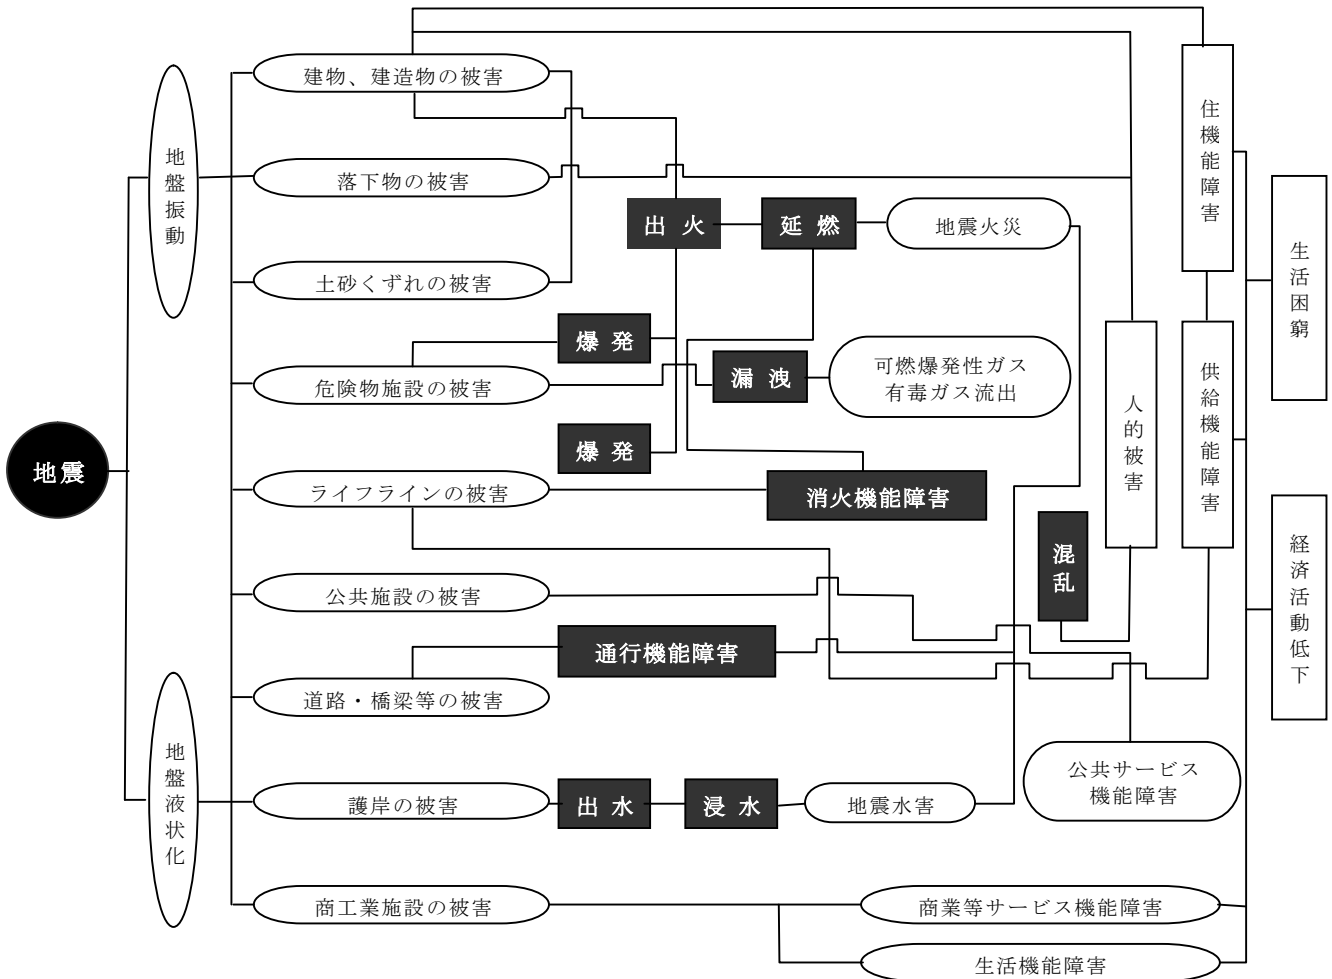 地震
地盤振動
地盤液状化
建物、建造物の被害
落下物の被害
土砂くずれの被害
危険物施設の被害
ライフラインの被害
公共施設の被害
道路・橋梁等の被害
護岸の被害
商工業施設の被害
出火
延燃
地震火災
爆発
漏洩
可燃爆発性ガス
有毒ガス流出
爆発
消火機能障害
通行機能障害
出水
浸水
地震水害
混乱
人的被害
住機能障害
供給機能障害
公共サービス
機能障害
商業等サービス機能障害
生活機能障害
生活困窮
経済活動低下